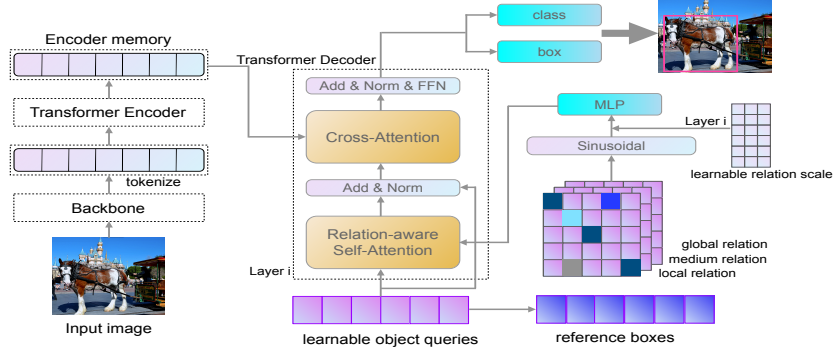 Encoder memory
Transformer Encoder
tokenize
Backbone
Input image
Transformer Decoder
Add & Norm & FFN
Cross-Attention
Add & Norm
Relation-aware
Self-Attention
Layer i
learnable object queries
class
box
MLP
Layer i
Sinusoidal
learnable relation scale
global relation
medium relation
local relation
reference boxes